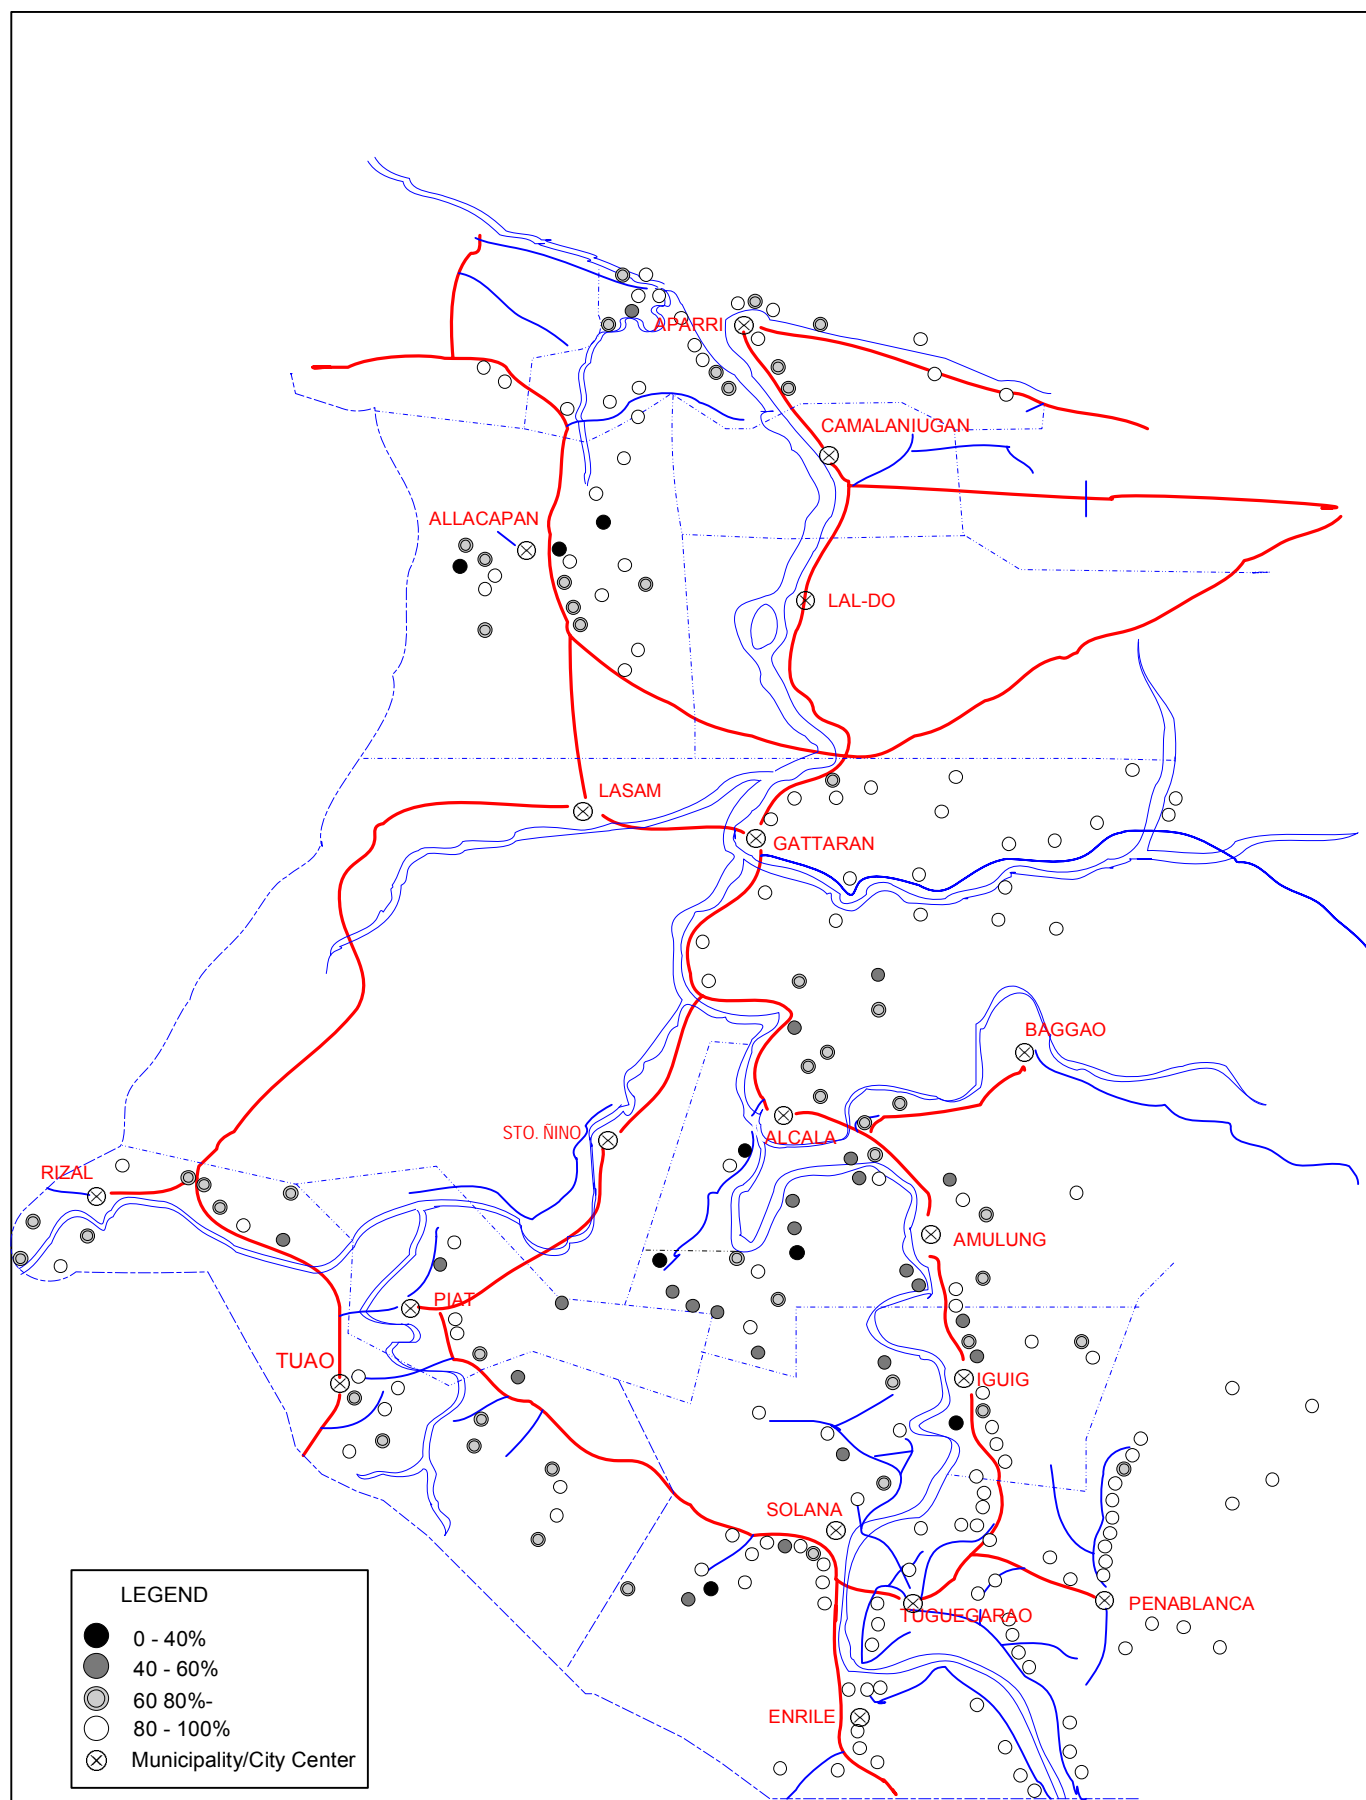 APARRI
CAMALANIUGAN
ALLACAPAN
LAL-DO
LASAM
GATTARAN
BAGGAO
STO. ÑINO
ALCALA
RIZAL
AMULUNG
PIAT
TUAO
IGUIG
SOLANA
TUGUEGARAO
PENABLANCA
ENRILE
LEGEND
0 - 40%
40 - 60%
60 80%-
80 - 100%
Municipality/City Center